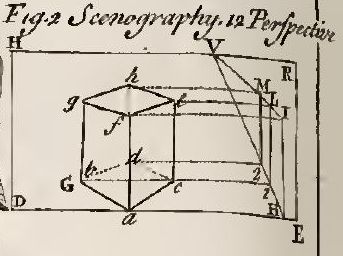 Fig.2 Scenography.12 Perspective
H V
R
h M
g e L I
f
b d
G c 2 1
D a H E